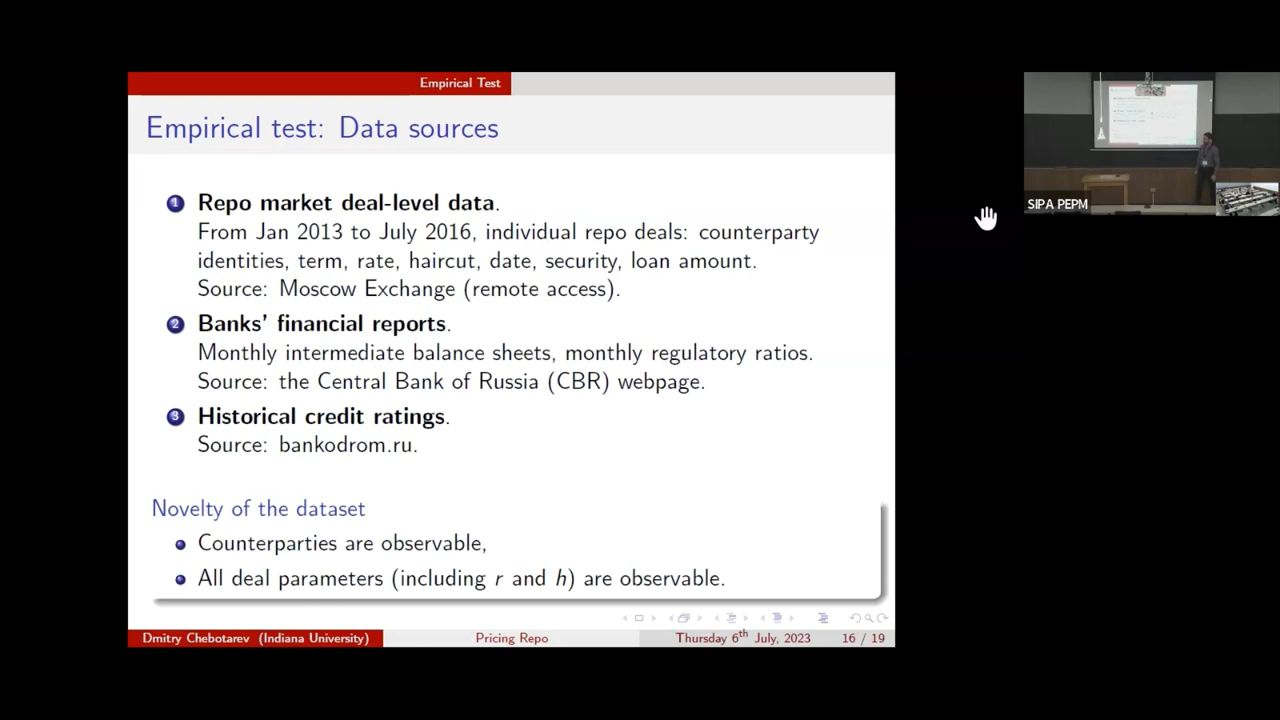 Empirical Test
Empirical test: Data sources
1 Repo market deal-level data.
From Jan 2013 to July 2016, individual repo deals: counterparty
identities, term, rate, haircut, date, security, loan amount.
Source: Moscow Exchange (remote access).
2 Banks' financial reports.
Monthly intermediate balance sheets, monthly regulatory ratios.
Source: the Central Bank of Russia (CBR) webpage.
3 Historical credit ratings.
Source: bankodrom.ru.
Novelty of the dataset
Counterparties are observable,
All deal parameters (including r and h) are observable.
Dmitry Chebotarev (Indiana University)
Pricing Repo
Thursday 6th July, 2023
16 / 19
SIPA PEPM